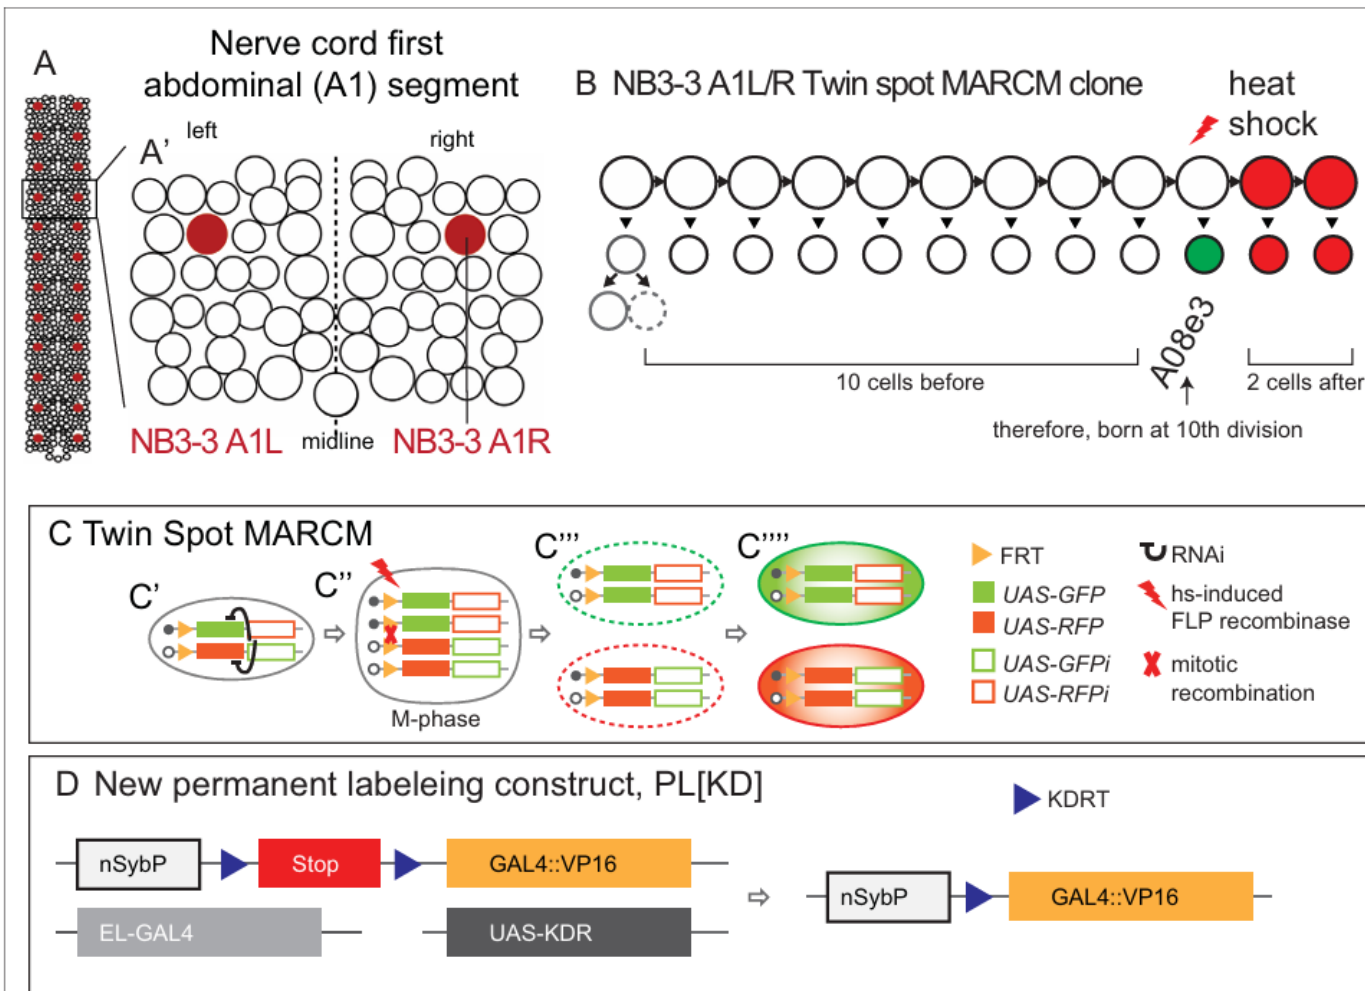 A
Nerve cord first
abdominal (A1) segment
left
right
A'
NB3-3 A1L
midline
NB3-3 A1R
B NB3-3 A1L/R Twin spot MARCM clone
heat
shock
10 cells before
A08e3
2 cells after
therefore, born at 10th division
C Twin Spot MARCM
C'
C''
M-phase
C'''
C''''
FRT
UAS-GFP
UAS-RFP
UAS-GFPi
UAS-RFPi
RNAi
hs-induced
FLP recombinase
mitotic
recombination
D New permanent labeleing construct, PL[KD]
KDRT
nSybP
Stop
GAL4::VP16
EL-GAL4
UAS-KDR
nSybP
GAL4::VP16